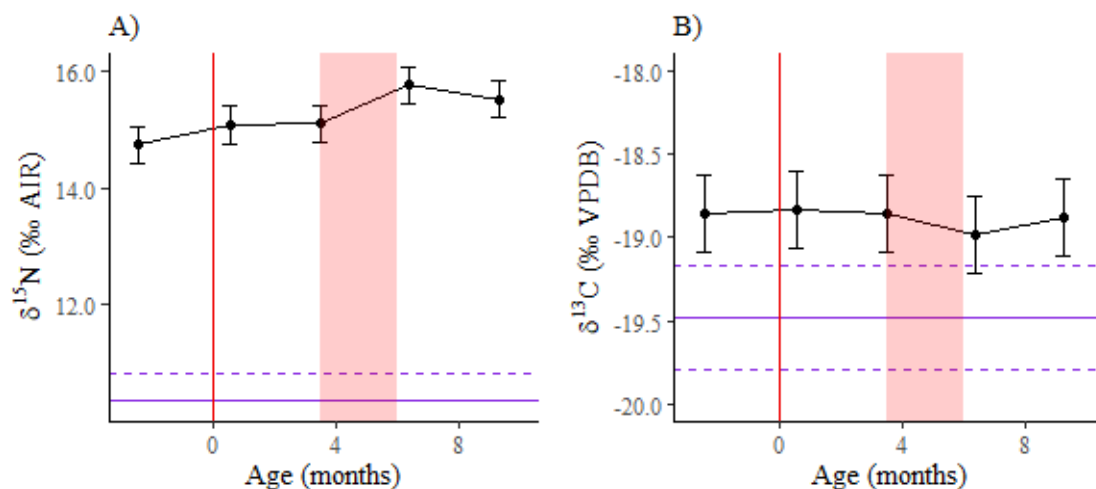 A)
δ¹⁵N (‰ AIR)
16.0
14.0
12.0
0 4 8
Age (months)
B)
δ¹³C (‰ VPDB)
-18.0
-18.5
-19.0
-19.5
-20.0
0 4 8
Age (months)